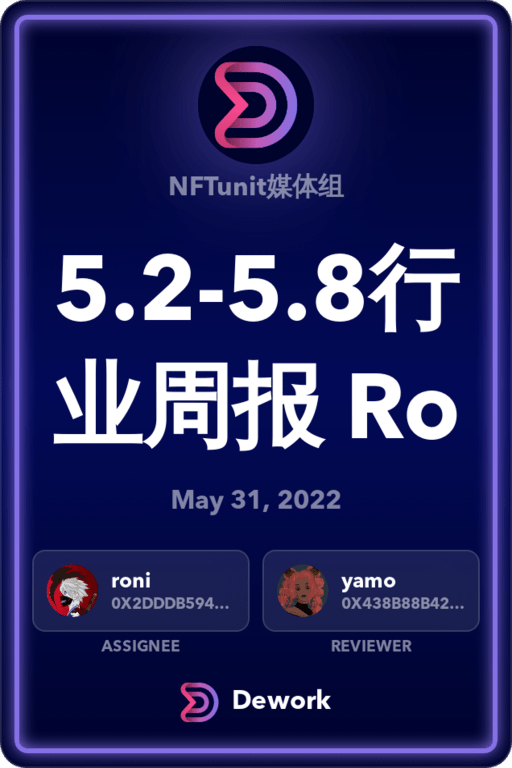 NFTunit媒体组
5.2-5.8行
业周报 Ro
May 31, 2022
roni
0X2DDDB594...
yamo
0X438B88B42...
ASSIGNEE
REVIEWER
Dework